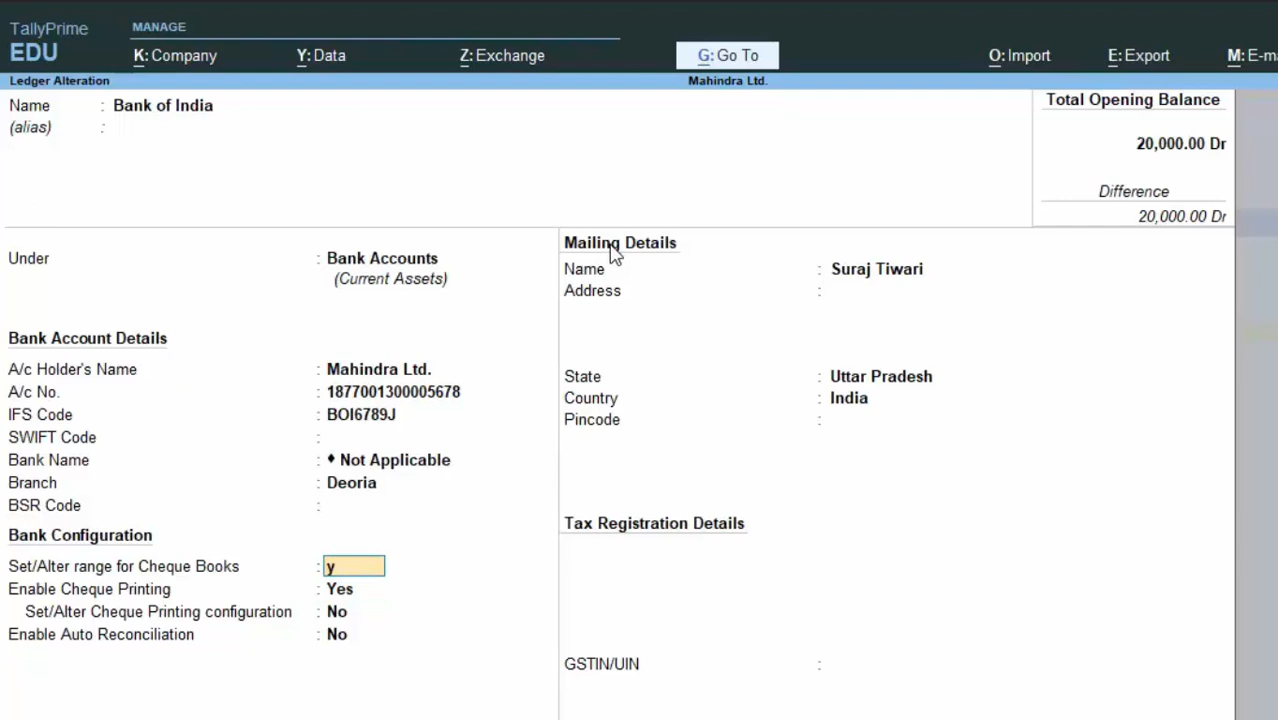 TallyPrime
EDU
MANAGE
K: Company
Y: Data
Z: Exchange
G: Go To
O: Import
E: Export
M: E-ma
Ledger Alteration
Mahindra Ltd.
Name : Bank of India
(alias) :
Total Opening Balance
20,000.00 Dr
Difference
20,000.00 Dr
Under : Bank Accounts
(Current Assets)
Bank Account Details
A/c Holder's Name : Mahindra Ltd.
A/c No. : 1877001300005678
IFS Code : BOI6789J
SWIFT Code :
Bank Name : ♦ Not Applicable
Branch : Deoria
BSR Code :
Bank Configuration
Set/Alter range for Cheque Books : y
Enable Cheque Printing : Yes
Set/Alter Cheque Printing configuration : No
Enable Auto Reconciliation : No
Mailing Details
Name : Suraj Tiwari
Address :
State : Uttar Pradesh
Country : India
Pincode :
Tax Registration Details
GSTIN/UIN :